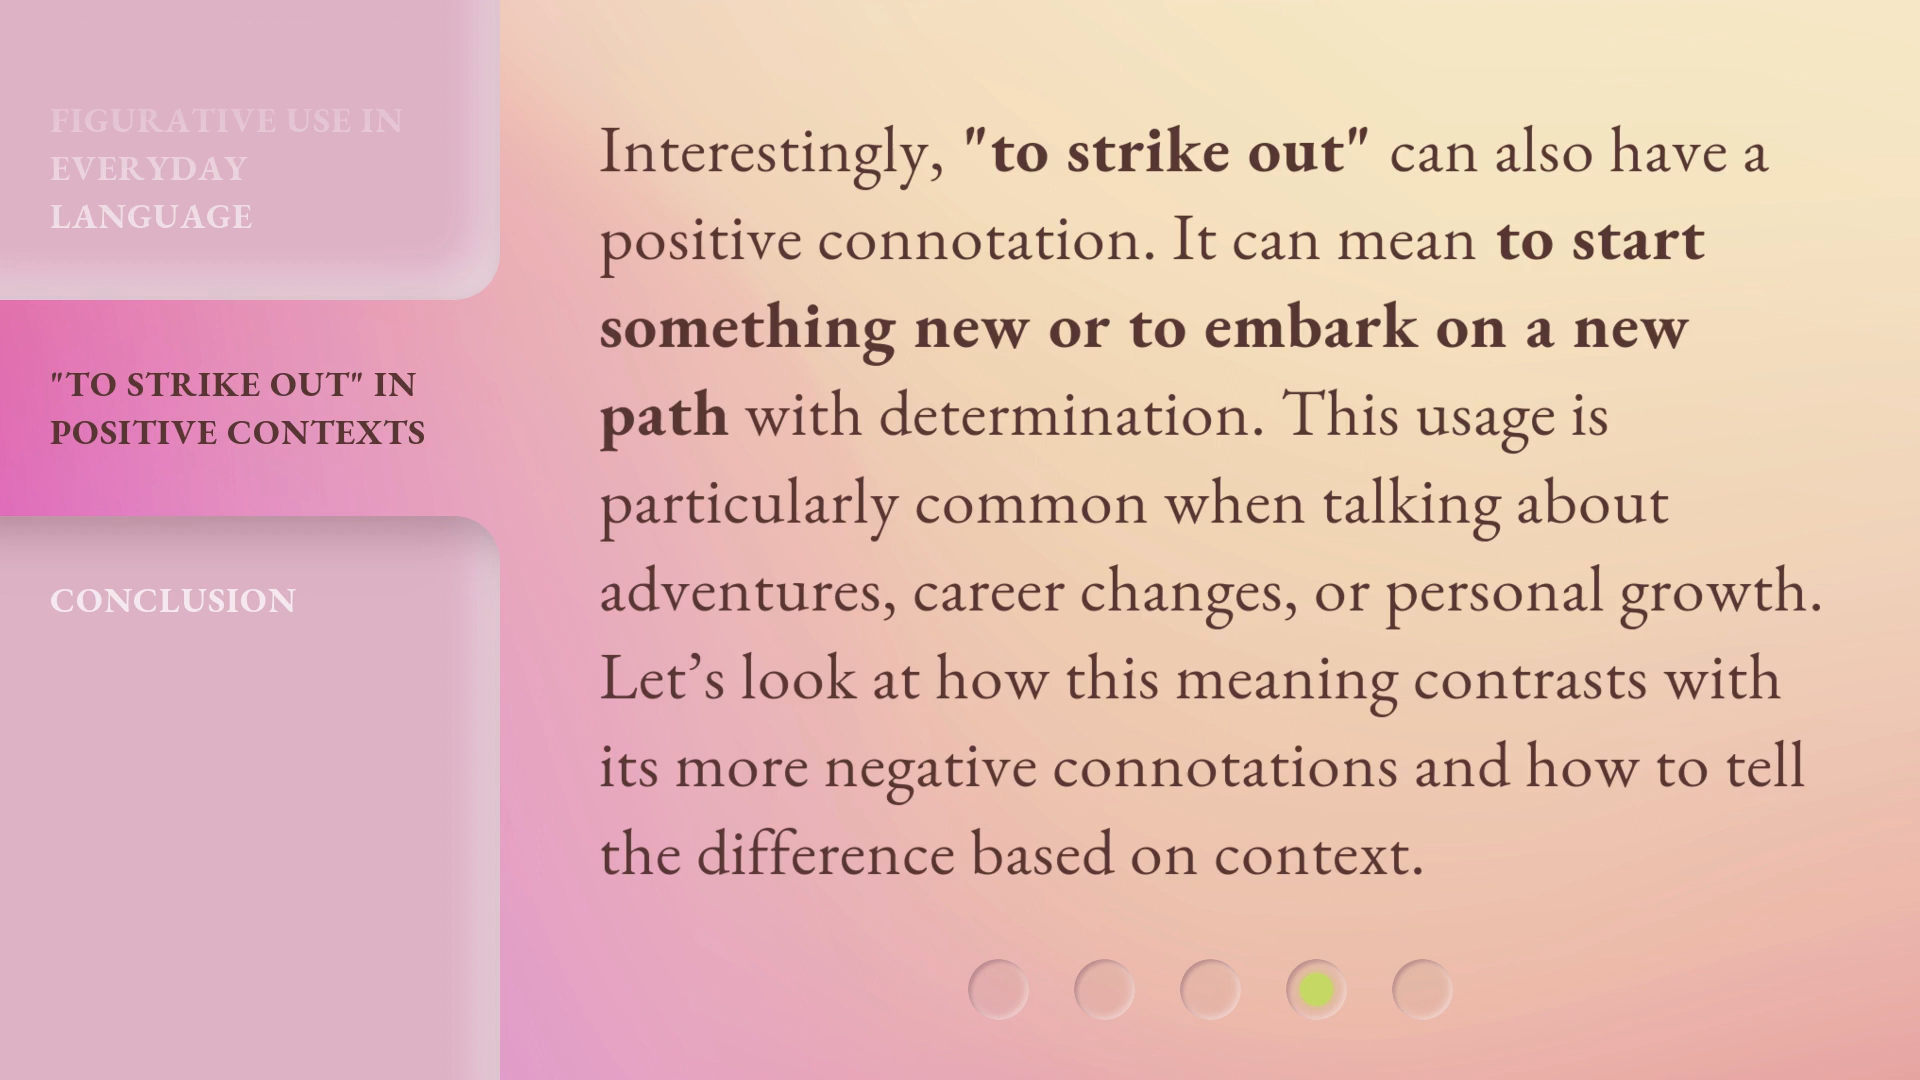 FIGURATIVE USE IN
EVERYDAY
LANGUAGE
"TO STRIKE OUT" IN
POSITIVE CONTEXTS
CONCLUSION
Interestingly, "to strike out" can also have a
positive connotation. It can mean to start
something new or to embark on a new
path with determination. This usage is
particularly common when talking about
adventures, career changes, or personal growth.
Let’s look at how this meaning contrasts with
its more negative connotations and how to tell
the difference based on context.